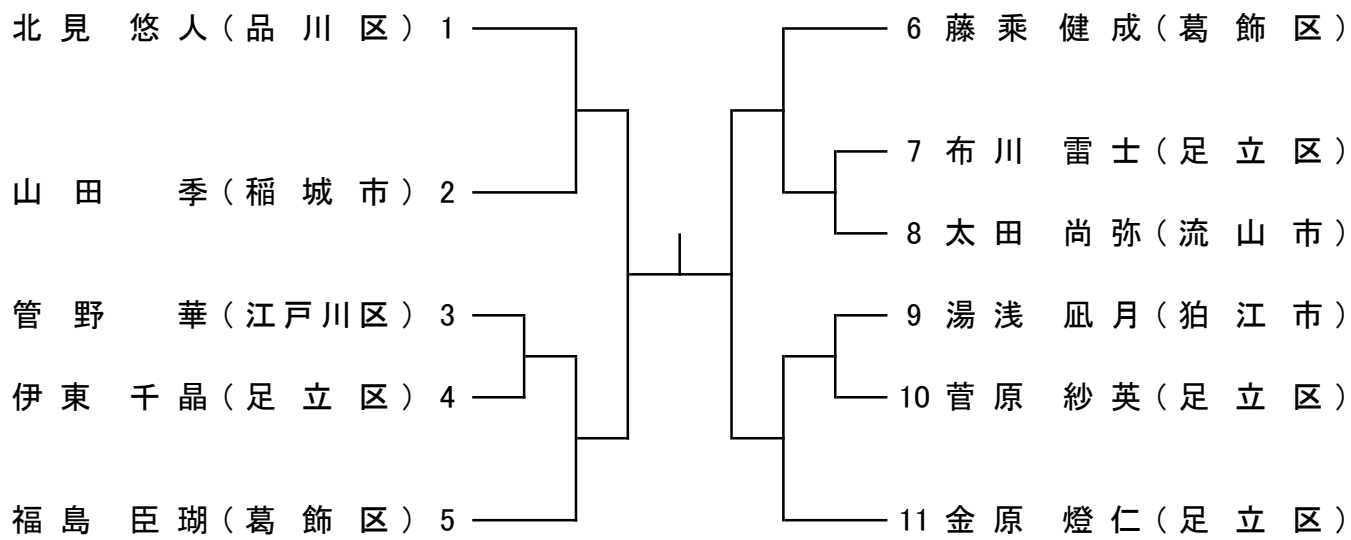 北見 悠人(品川区) 1
山田 季(稲城市) 2
管野 華(江戸川区) 3
伊東 千晶(足立区) 4
福島 臣瑚(葛飾区) 5
6 藤乘 健成(葛飾区)
7 布川 雷士(足立区)
8 太田 尚弥(流山市)
9 湯浅 凪月(狛江市)
10 菅原 紗英(足立区)
11 金原 燈仁(足立区)